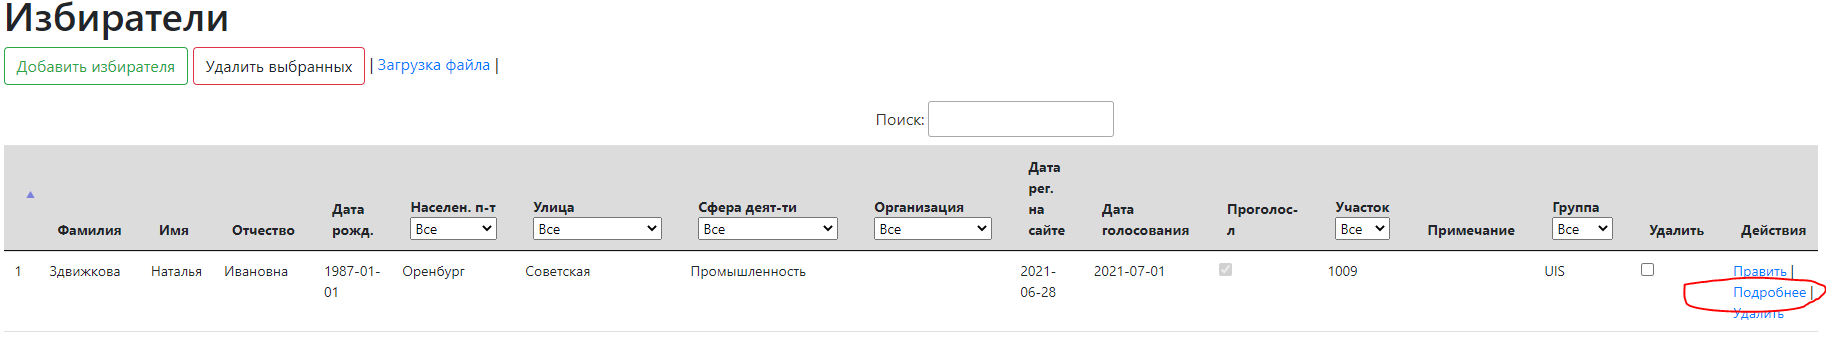 Избиратели
Добавить избирателя Удалить выбранных | Загрузка файла |
Поиск:
Фамилия Имя Отчество Дата рожд. Населен. п-т Все Улица Все Сфера деят-ти Все Организация Все Дата рег. на сайте Дата голосования Проголос-л Участок Все Примечание Группа Все Удалить Действия
1 Здвижкова Наталья Ивановна 1987-01-01 Оренбург Советская Промышленность 2021-06-28 2021-07-01 1009 UIS Править |
Подробнее |
Удалить